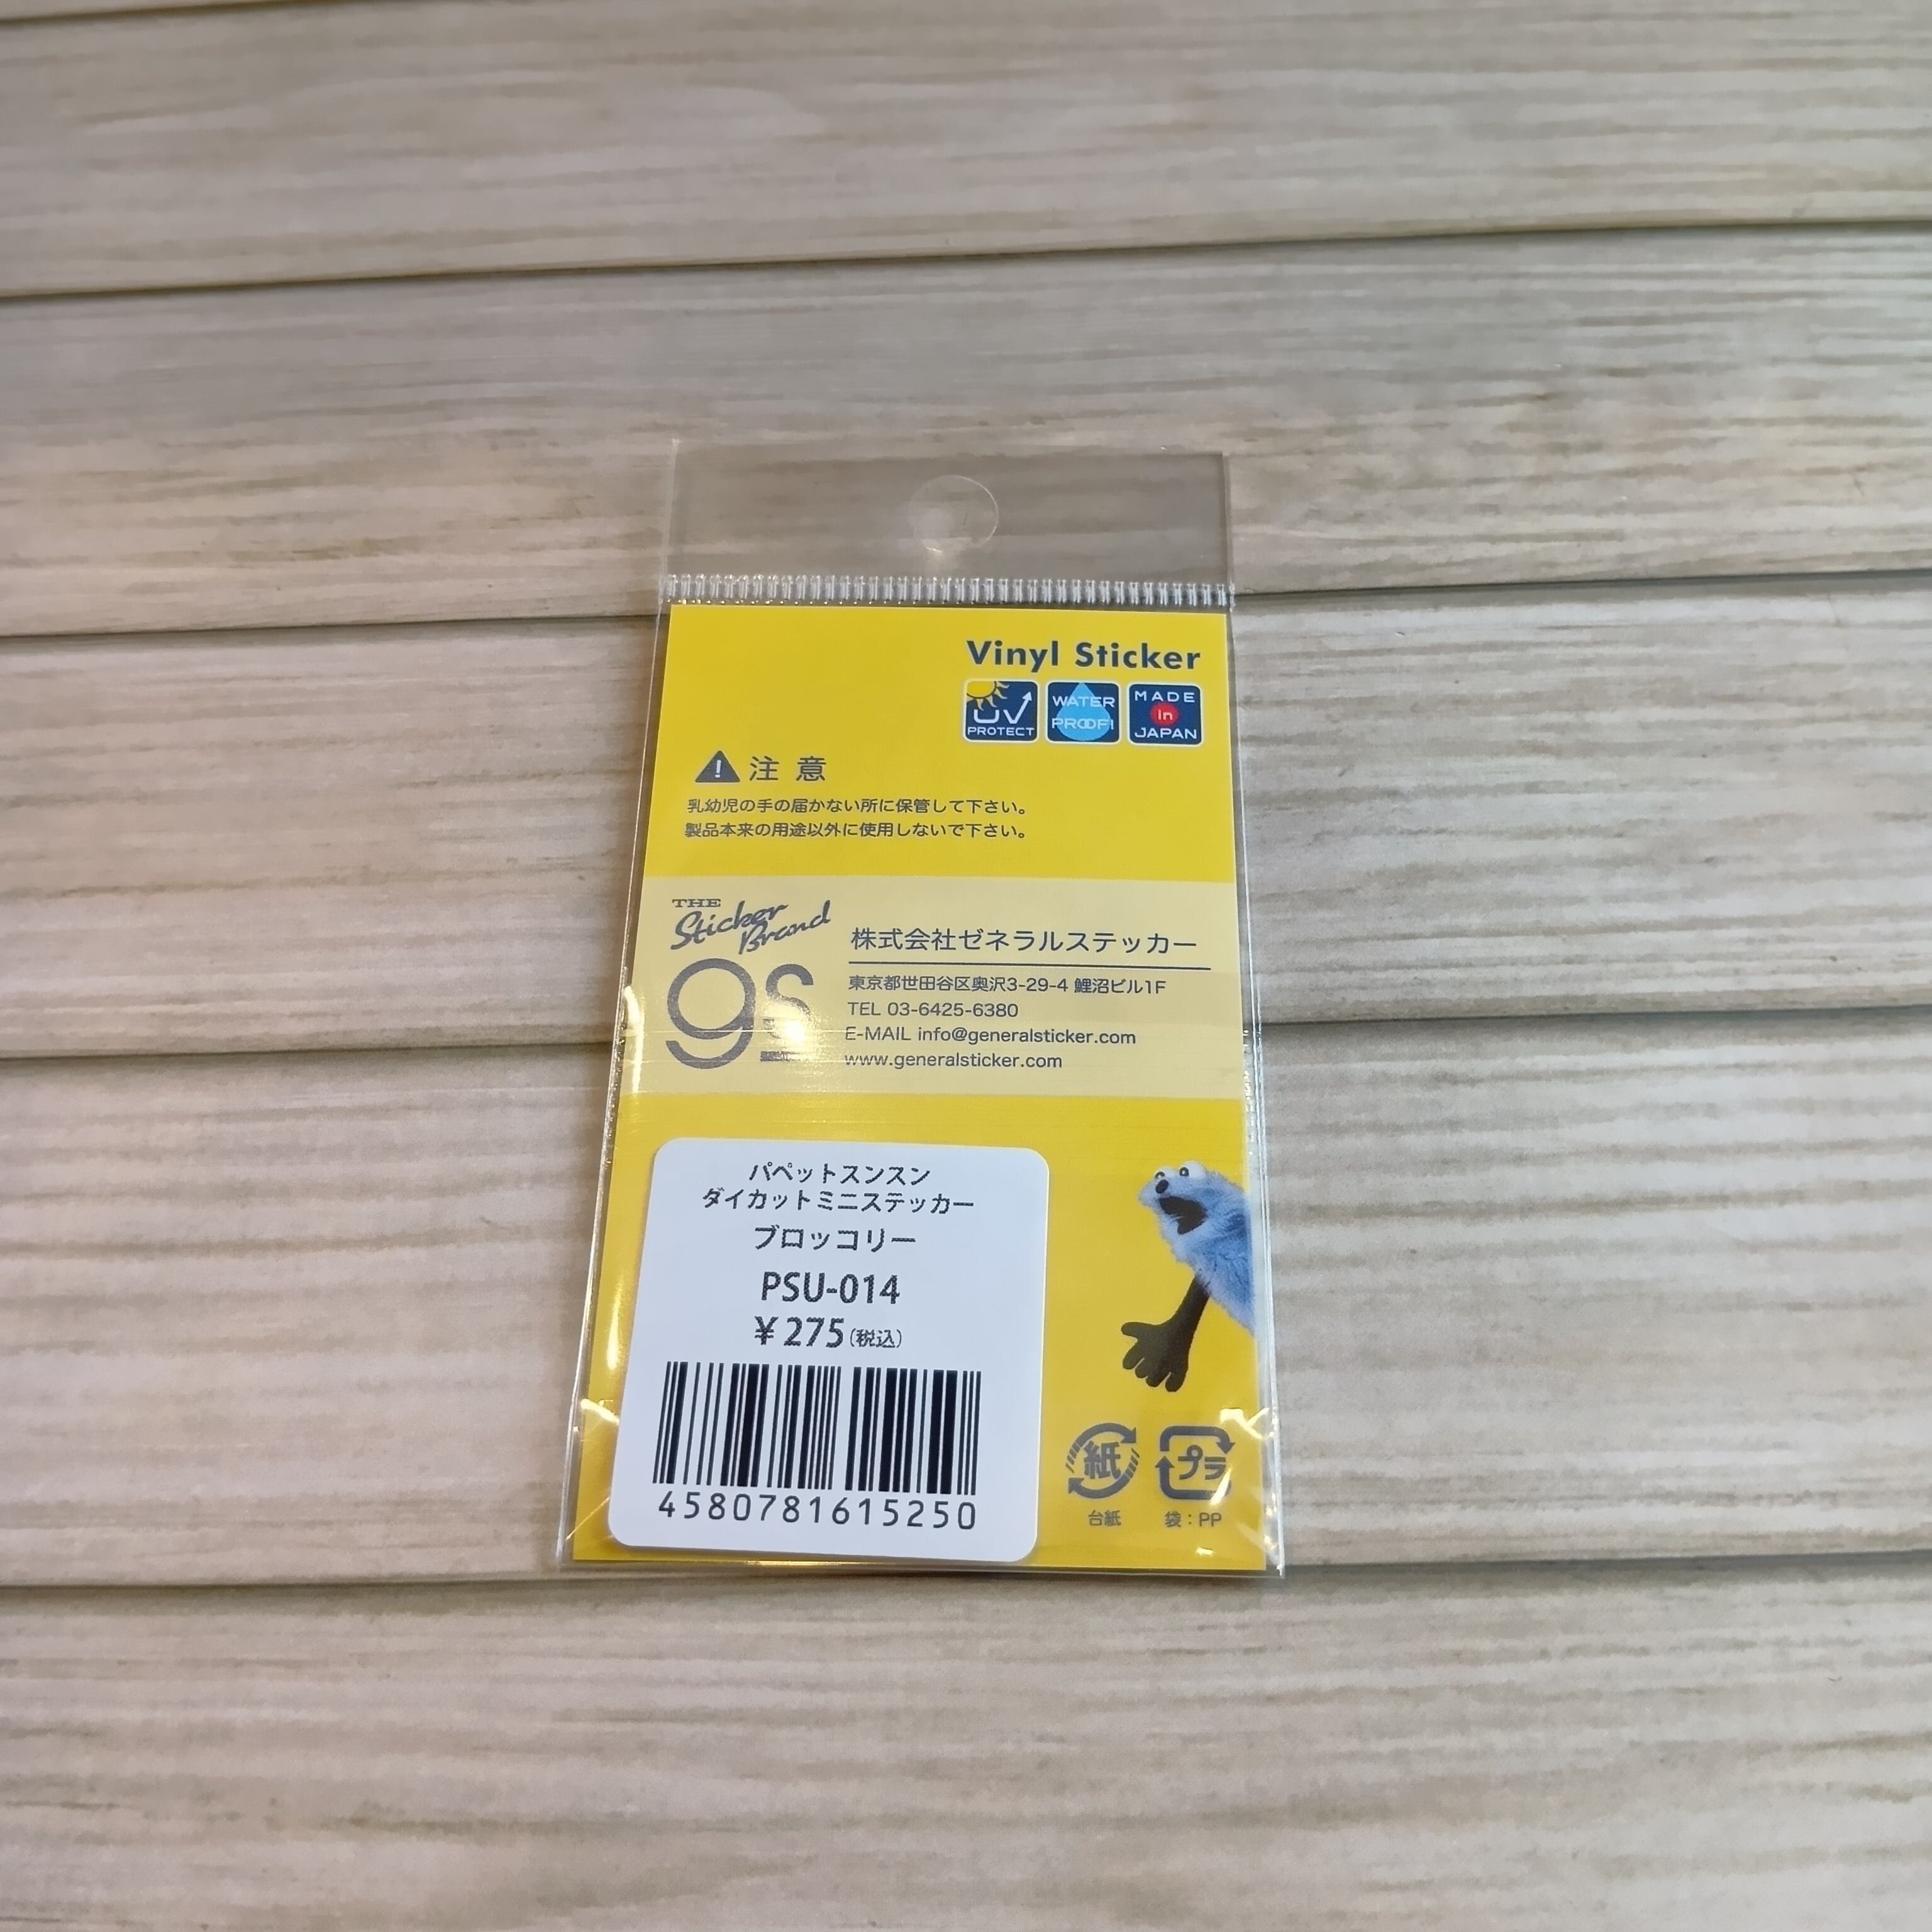 Vinyl Sticker
UV
PROTECT
WATER
PROOF!
MADE
in
JAPAN
注意
乳幼児の手の届かない所に保管して下さい。
製品本来の用途以外に使用しないで下さい。
THE
Sticker
Brand
gs
株式会社ゼネラルステッカー
東京都世田谷区奥沢3-29-4 鯉沼ビル1F
TEL 03-6425-6380
E-MAIL info@generalsticker.com
www.generalsticker.com
パペットスンスン
ダイカットミニステッカー
ブロッコリー
PSU-014
¥275(税込)
4580781615250
紙
台紙
プラ
袋：PP